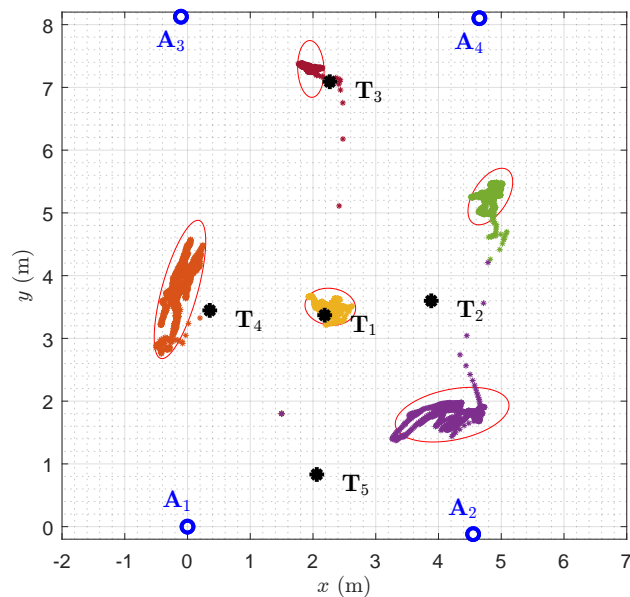 8
A₃
A₄
7
T₃
6
5
y (m)
4
T₄
T₁
T₂
3
2
1
T₅
A₁
A₂
0
-2 -1 0 1 2 3 4 5 6 7
x (m)